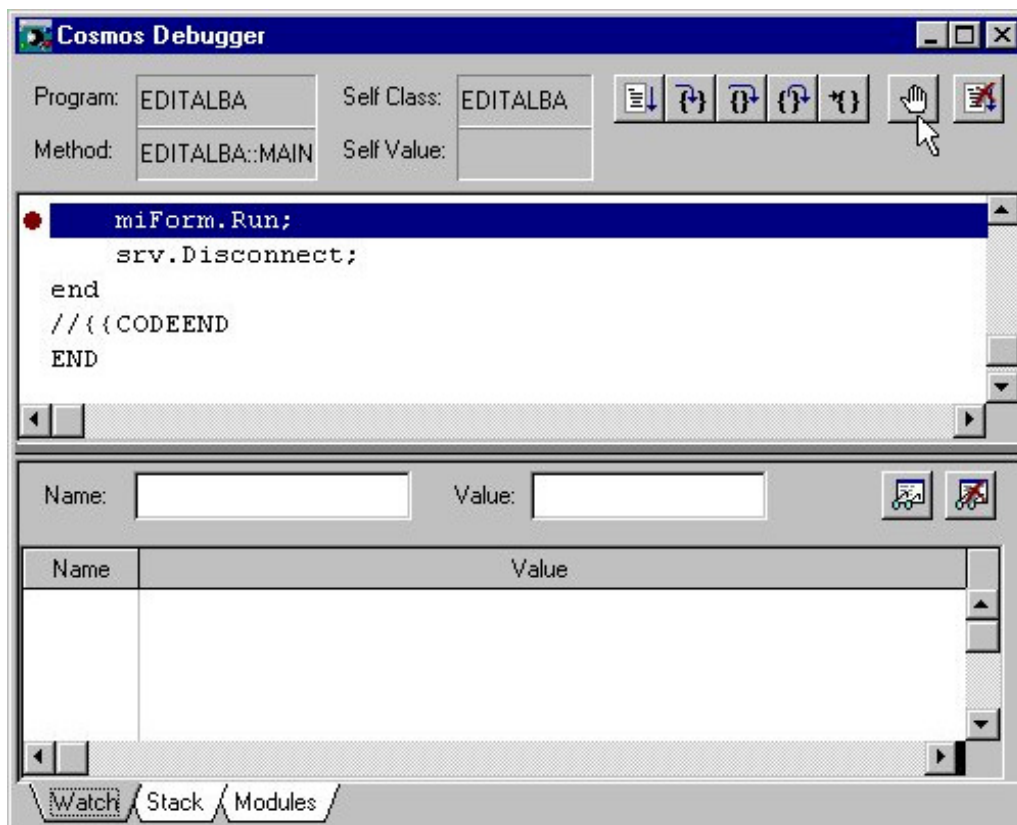 Cosmos Debugger
Program: EDITALBA Self Class: EDITALBA
Method: EDITALBA::MAIN Self Value:
miForm.Run;
srv.Disconnect;
end
//{{CODEEND
END
Name: Value:
Name Value
Watch Stack Modules